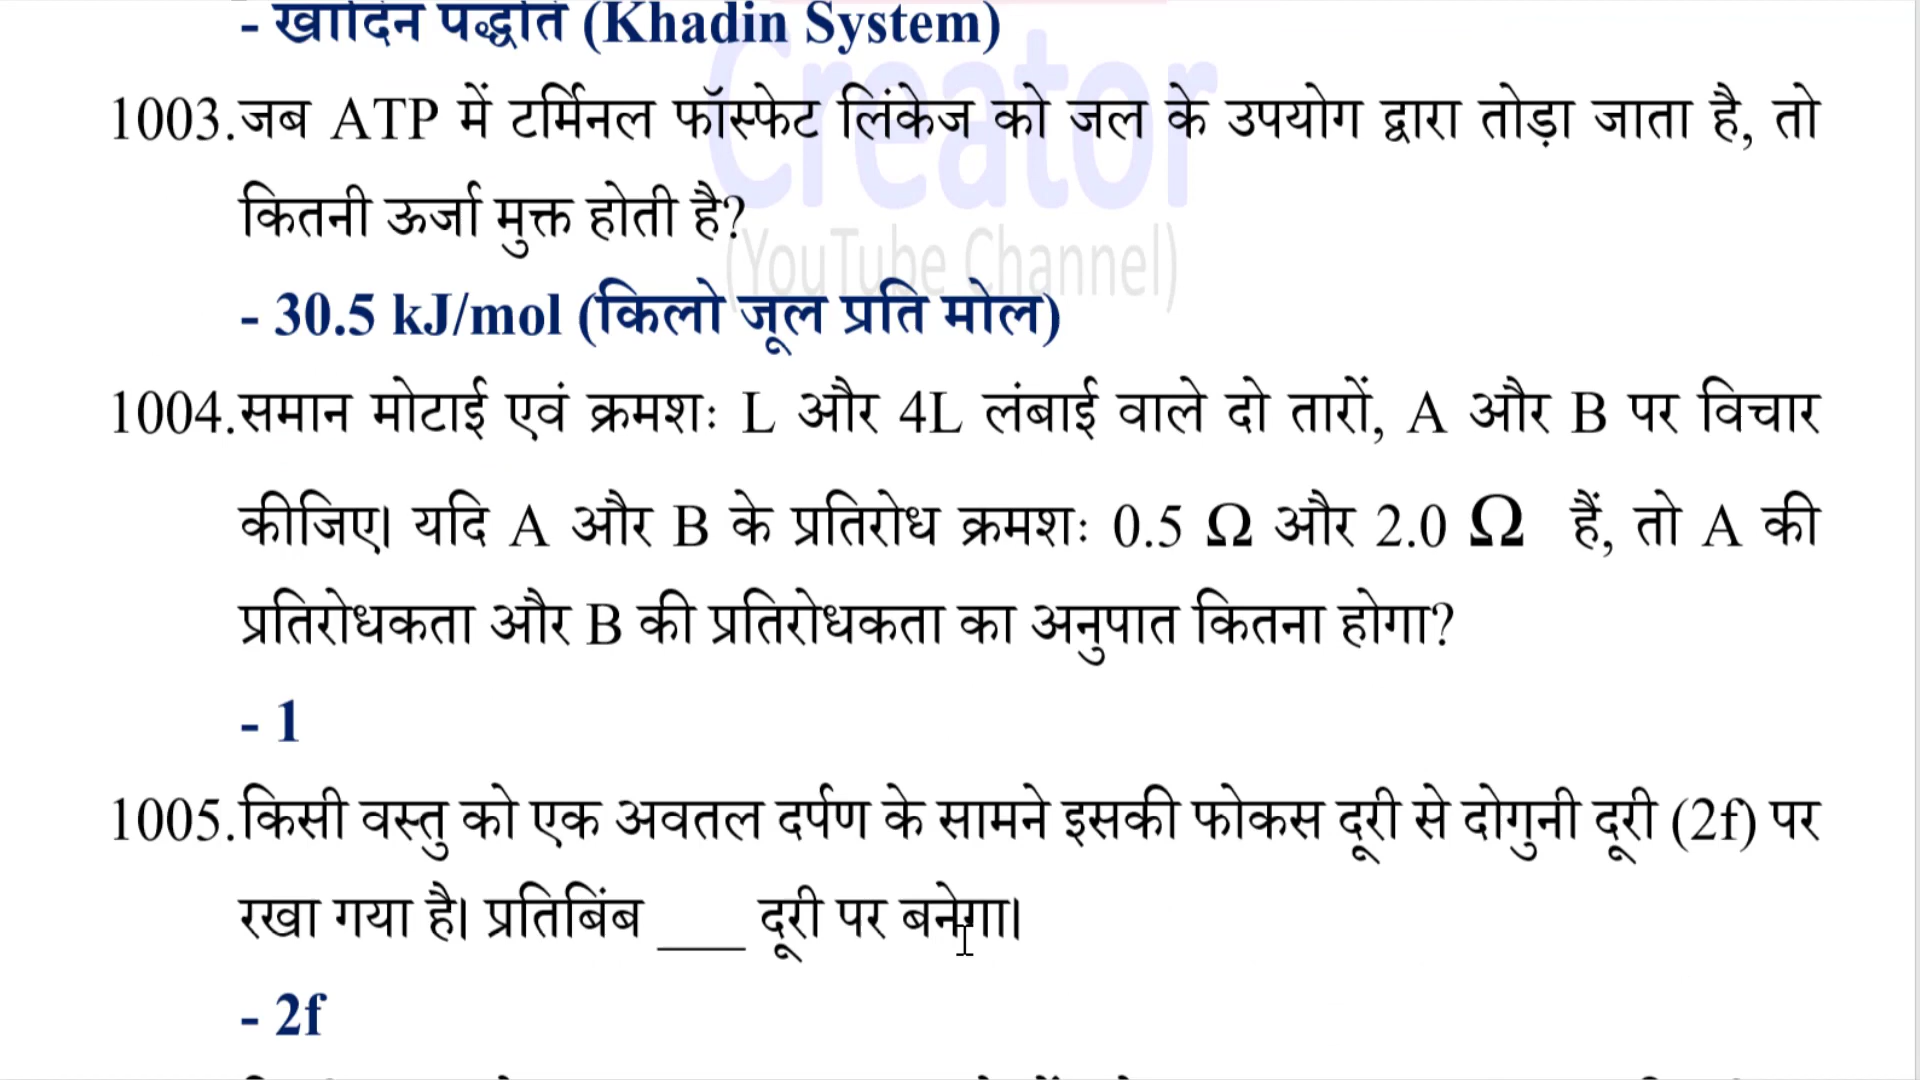 - खादिन पद्धति (Khadin System)
Creator
1003.जब ATP में टर्मिनल फॉस्फेट लिंकेज को जल के उपयोग द्वारा तोड़ा जाता है, तो
कितनी ऊर्जा मुक्त होती है?
(YouTube Channel)
- 30.5 kJ/mol (किलो जूल प्रति मोल)
1004.समान मोटाई एवं क्रमशः L और 4L लंबाई वाले दो तारों, A और B पर विचार
कीजिए। यदि A और B के प्रतिरोध क्रमशः 0.5 Ω और 2.0 Ω हैं, तो A की
प्रतिरोधकता और B की प्रतिरोधकता का अनुपात कितना होगा?
- 1
1005.किसी वस्तु को एक अवतल दर्पण के सामने इसकी फोकस दूरी से दोगुनी दूरी (2f) पर
रखा गया है। प्रतिबिंब ___ दूरी पर बनेगा।
- 2f